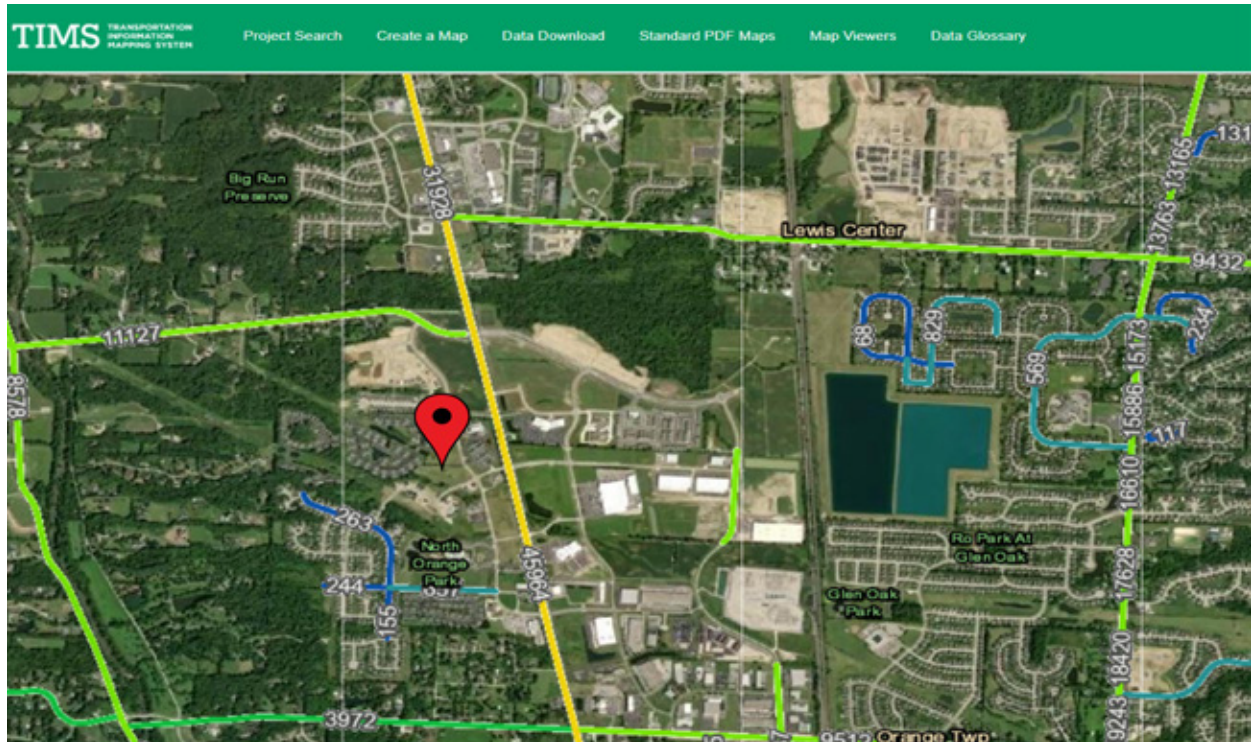 TIMS TRANSPORTATION
INFORMATION
MAPPING SYSTEM
Project Search Create a Map Data Download Standard PDF Maps Map Viewers Data Glossary
13165
131
Big Run
Preserve
31928
13763
Lewis Center
9432
11127
68
829
234
15173
569
8578
15886
117
16610
263
North
Orange
Park
Ro Park At
Glen Oak
45964
17628
244
657
Glen Oak
Park
155
18420
3972
9243
9512
Orange Twp